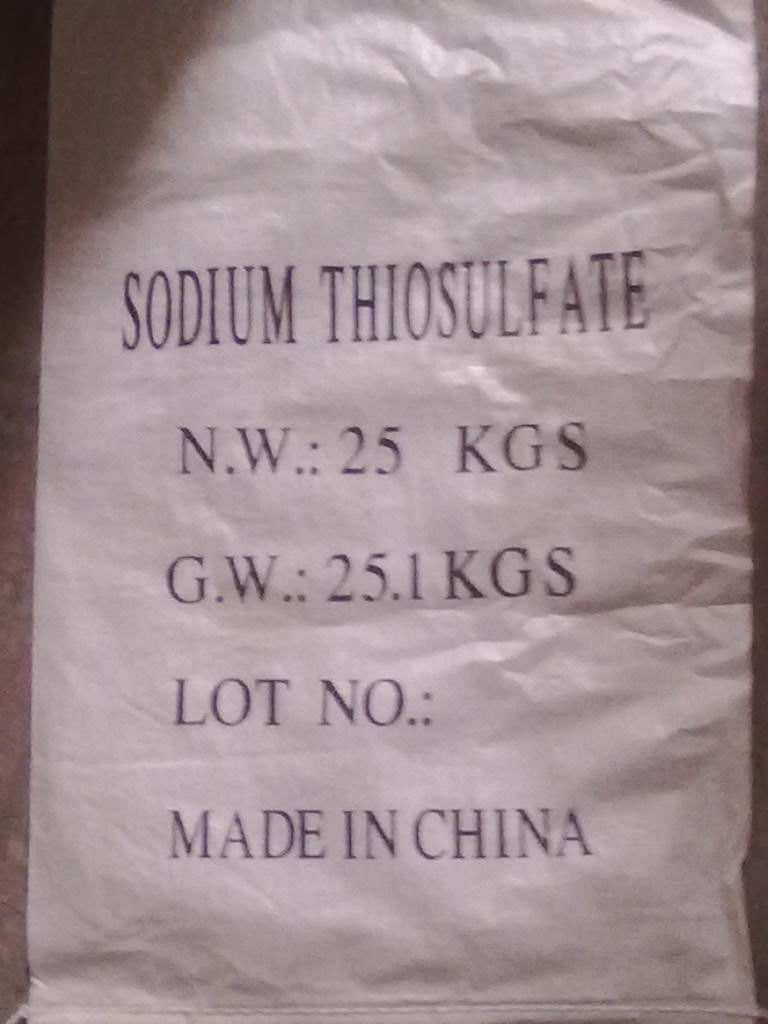 SODIUM THIOSULFATE
N.W.: 25 KGS
G.W.: 25.1 KGS
LOT NO.:
MADE IN CHINA